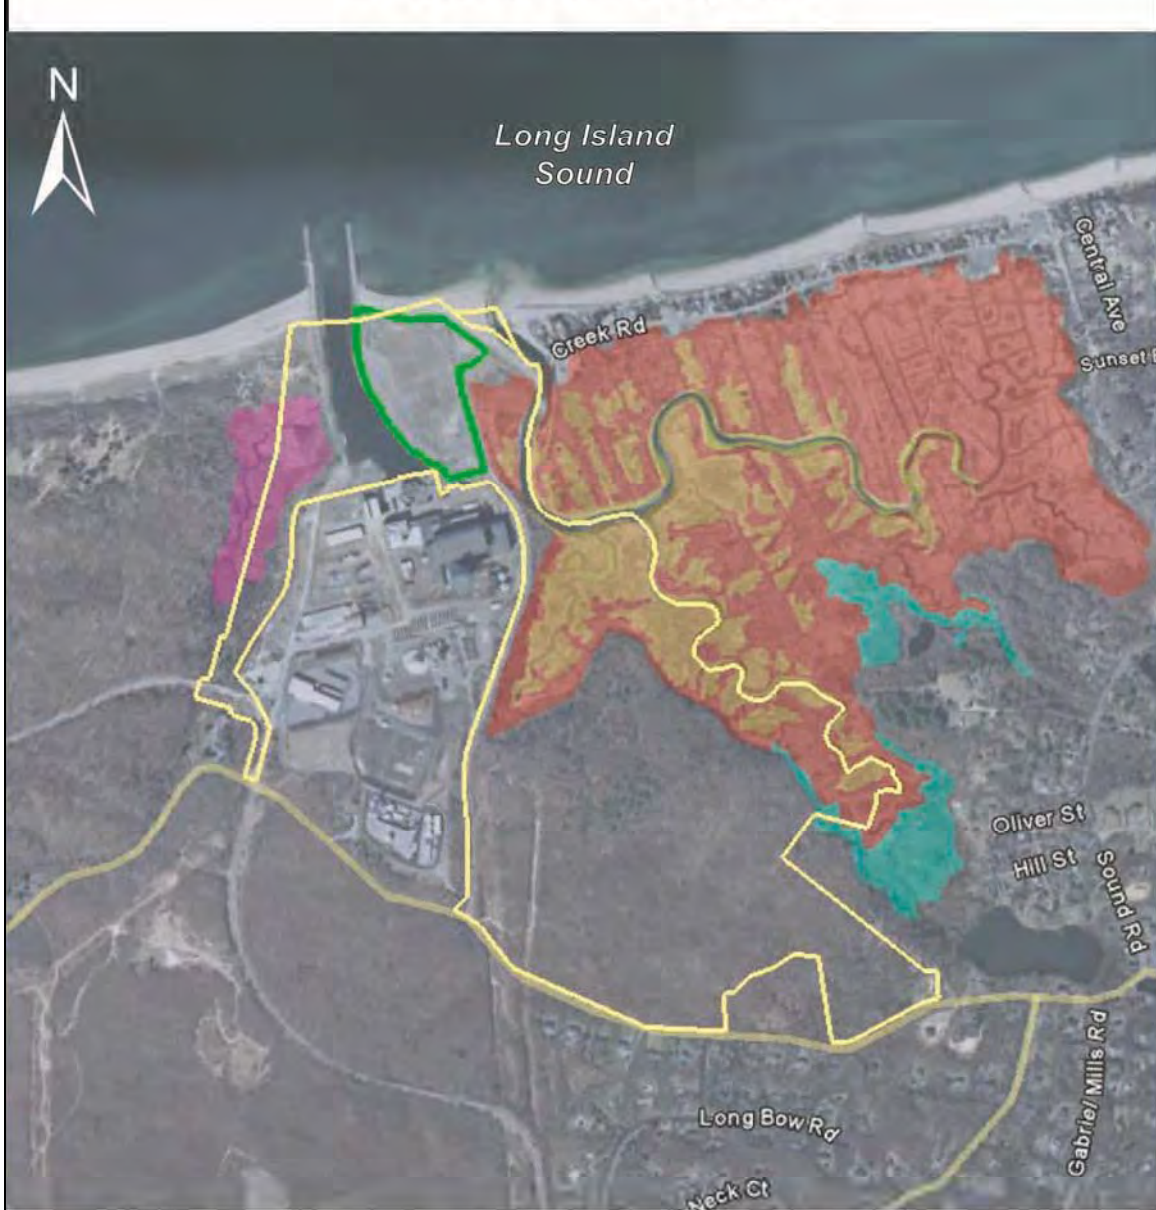 N
Long Island
Sound
Central Ave
Creek Rd
Sunset
Oliver St
Hill St
Sound Rd
Gabriel Mills Rd
Long Bow Rd
Neck Ct